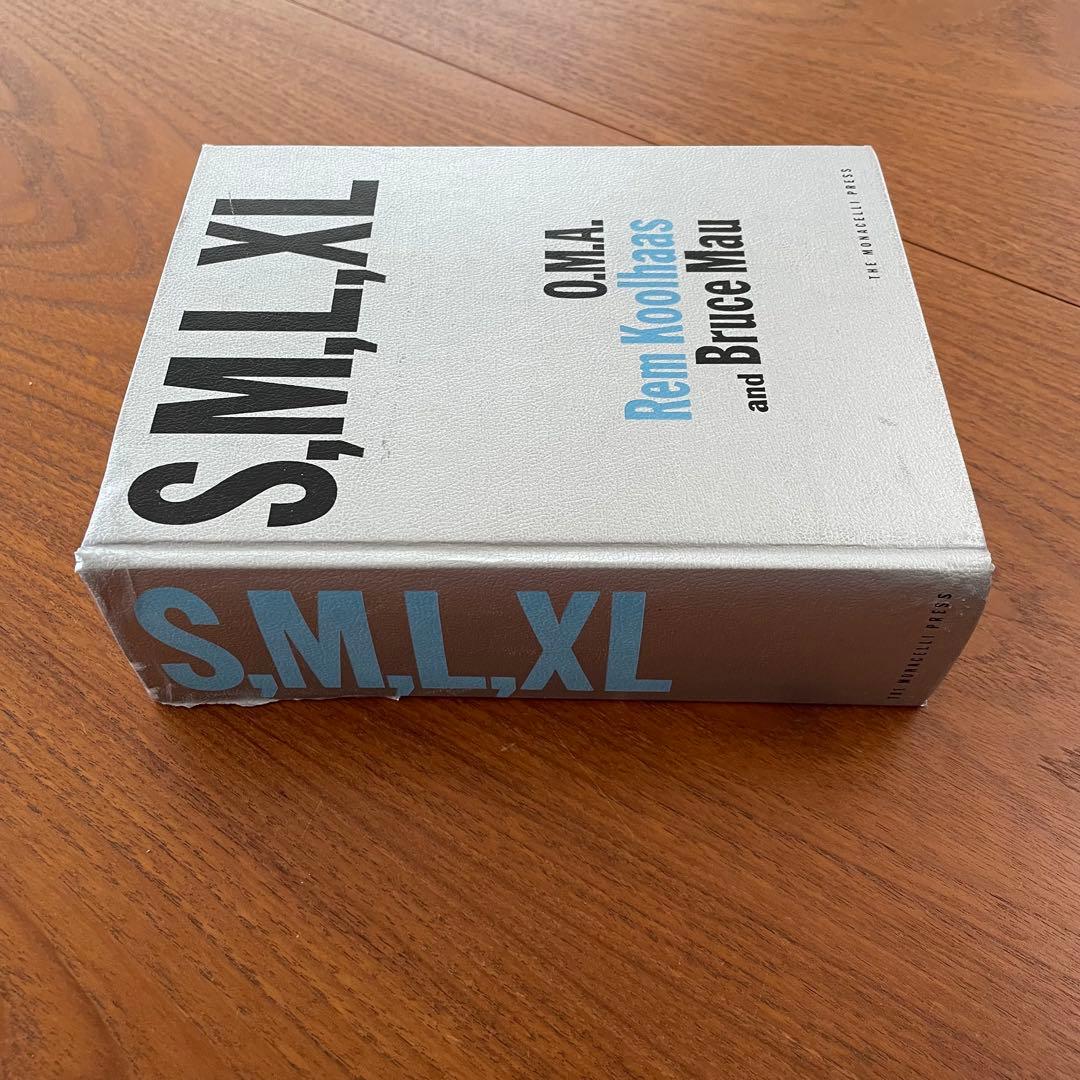 S,M,L,XL
O.M.A.
Rem Koolhaas
and Bruce Mau
THE MONACELLI PRESS
S,M,L,XL
THE MONACELLI PRESS